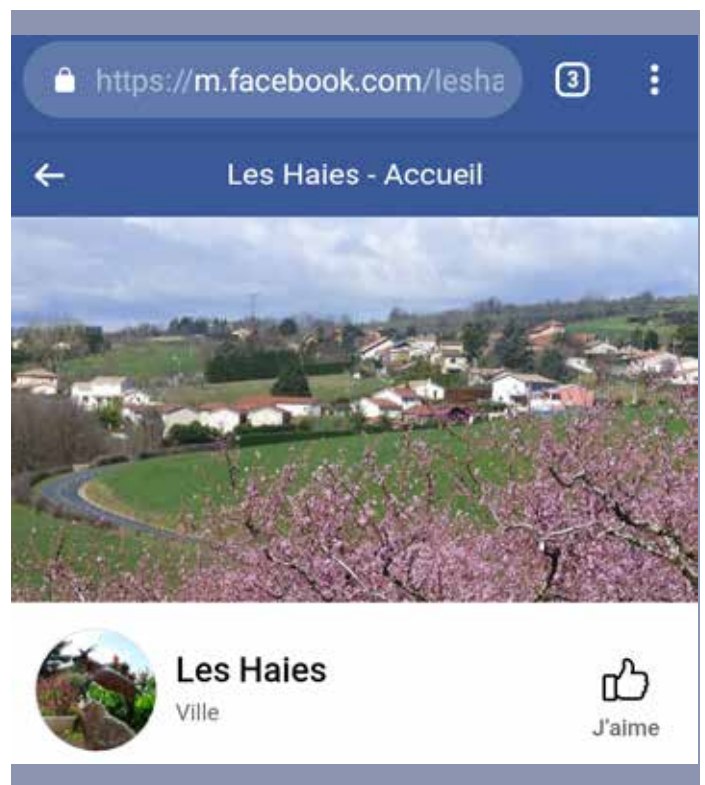 https://m.facebook.com/lesha
3
Les Haies - Accueil
Les Haies
Ville
J'aime